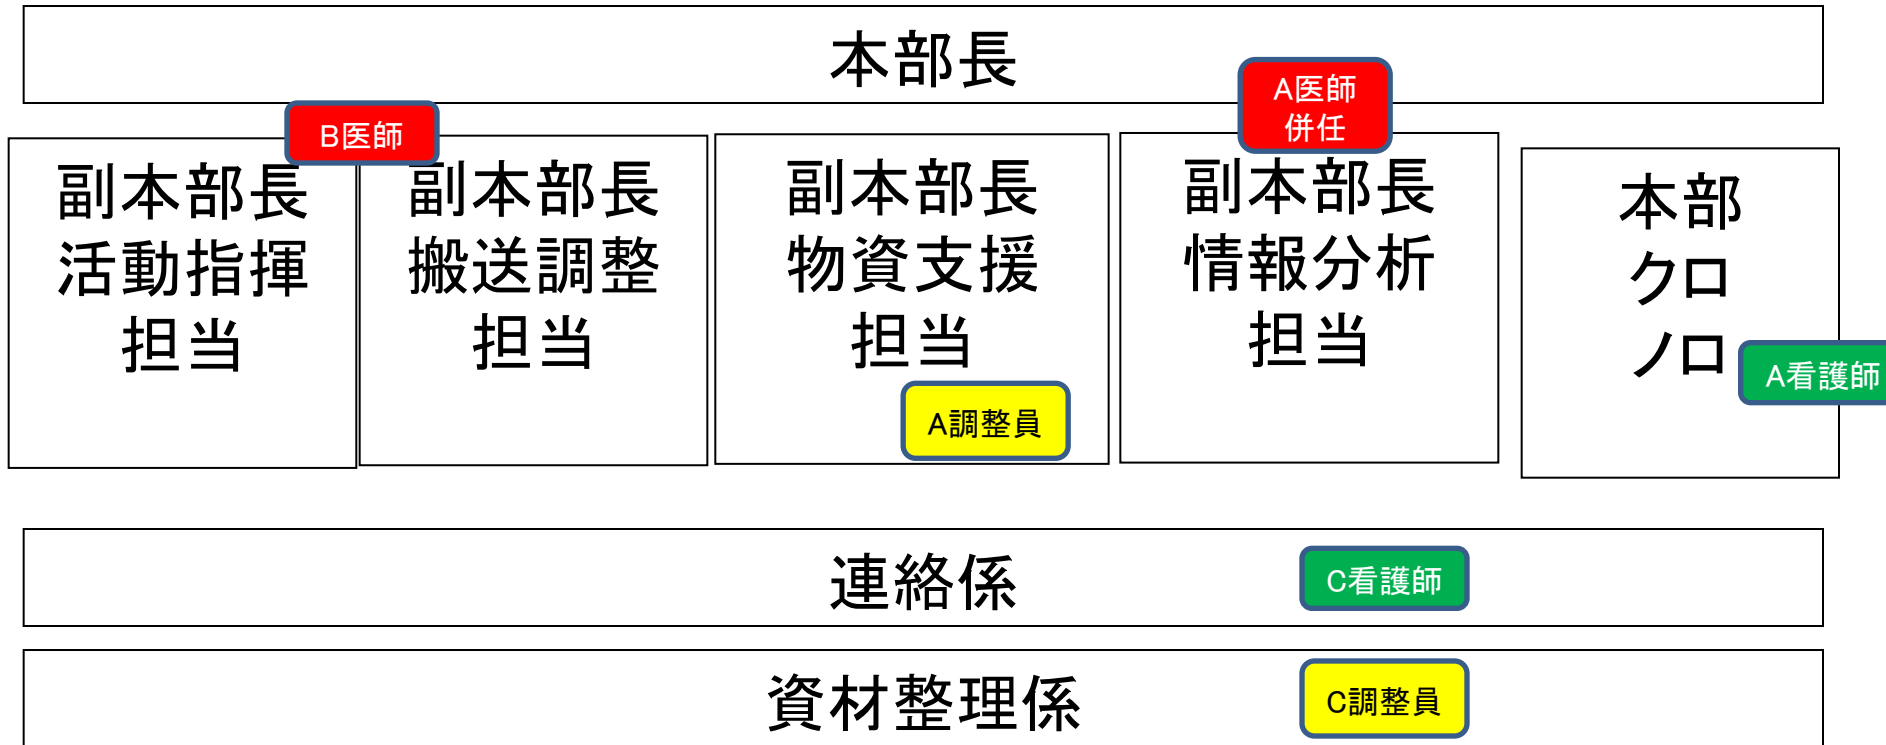 本部長
A医師
併任
B医師
副本部長
活動指揮
担当
副本部長
搬送調整
担当
副本部長
物資支援
担当
A調整員
副本部長
情報分析
担当
本部
クロ
ノロ
A看護師
連絡係
C看護師
資材整理係
C調整員